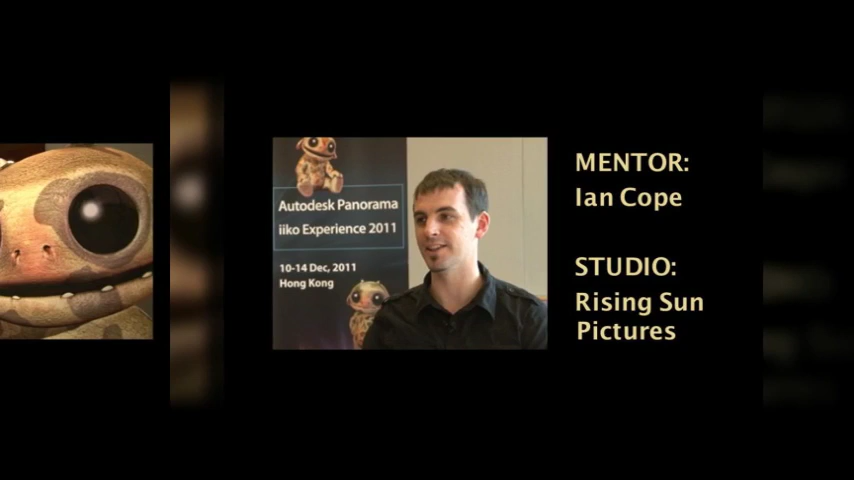 Autodesk Panorama
iiko Experience 2011
10-14 Dec, 2011
Hong Kong
MENTOR:
Ian Cope
STUDIO:
Rising Sun
Pictures